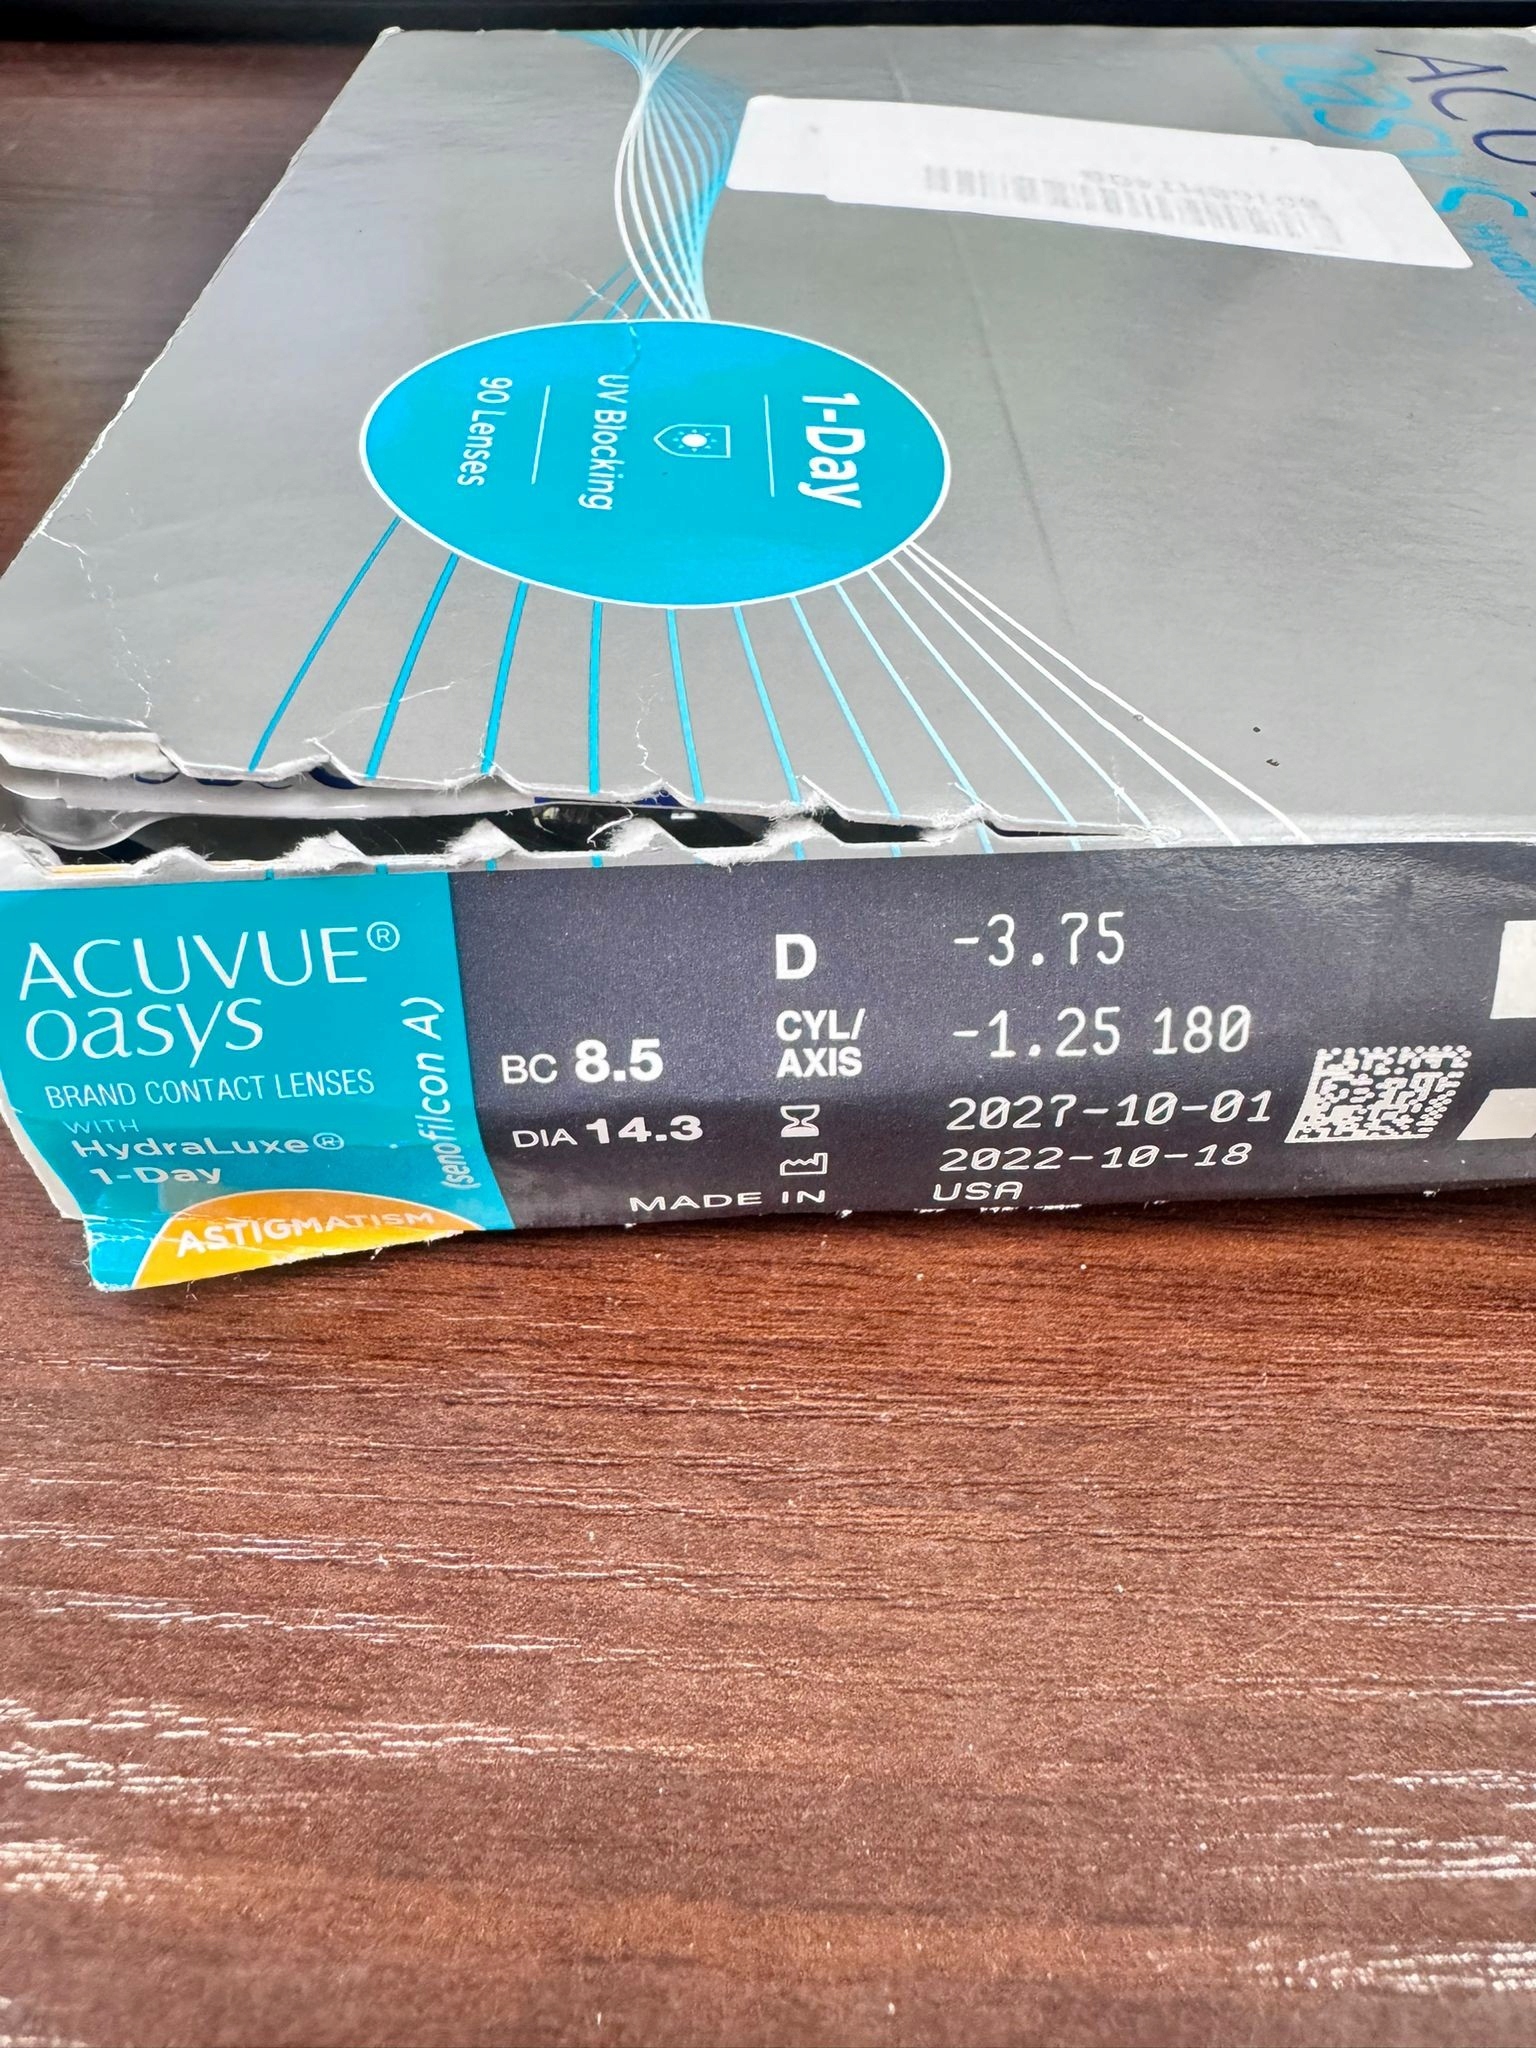 ACU
oasys
1-Day
UV Blocking
90 Lenses
ACUVUE®
oasys
BRAND CONTACT LENSES
WITH
HydraLuxe®
1-Day
(senofilcon A)
ASTIGMATISM
BC 8.5
DIA 14.3
D -3.75
CYL/
AXIS -1.25 180
2027-10-01
2022-10-18
MADE IN USA